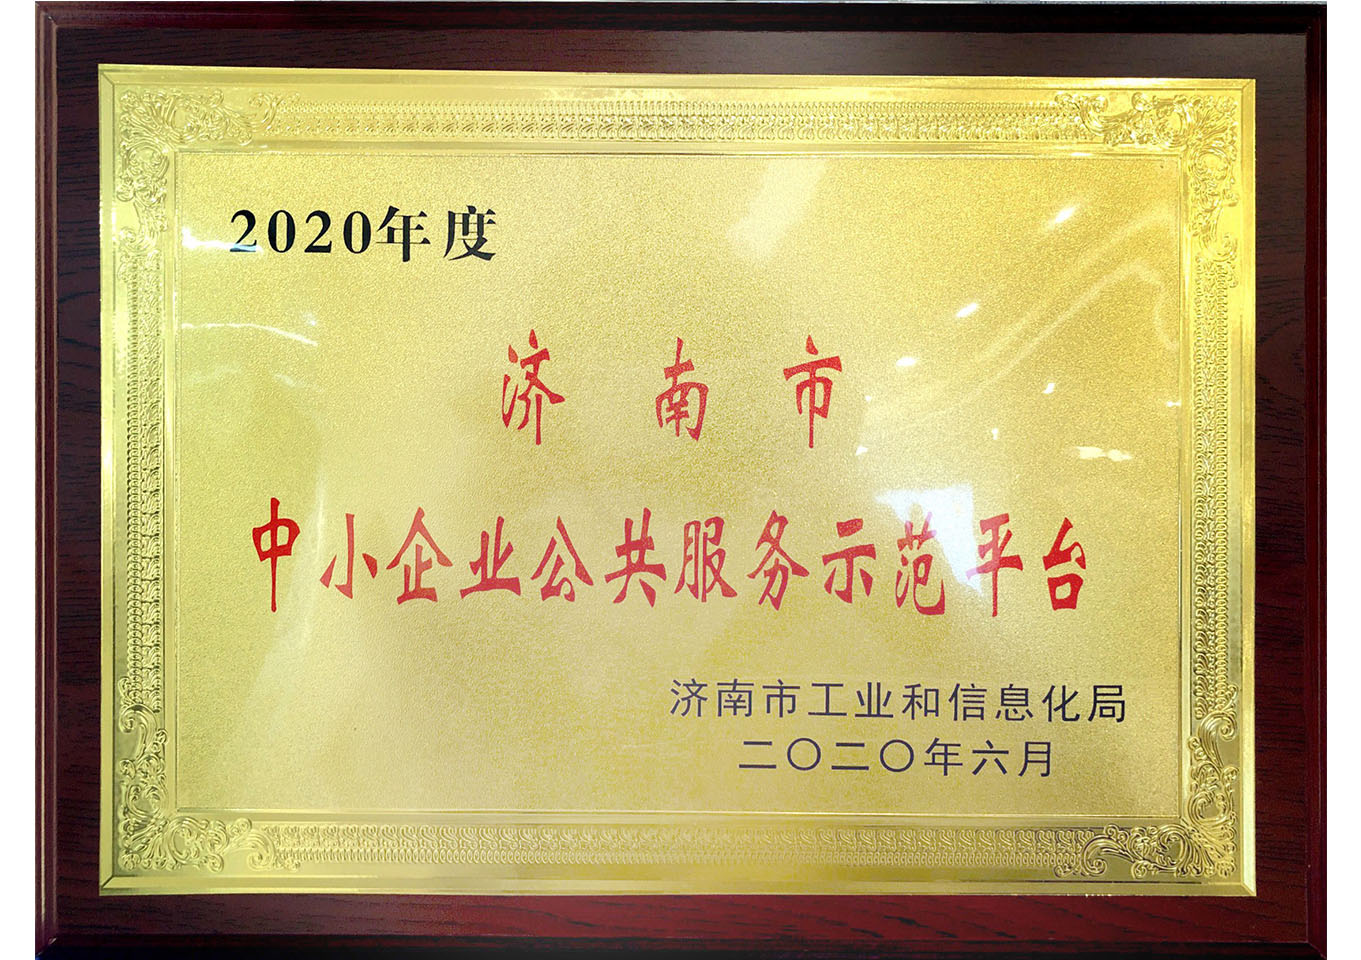 2020年度
济南市
中小企业公共服务示范平台
济南市工业和信息化局
二〇二〇年六月